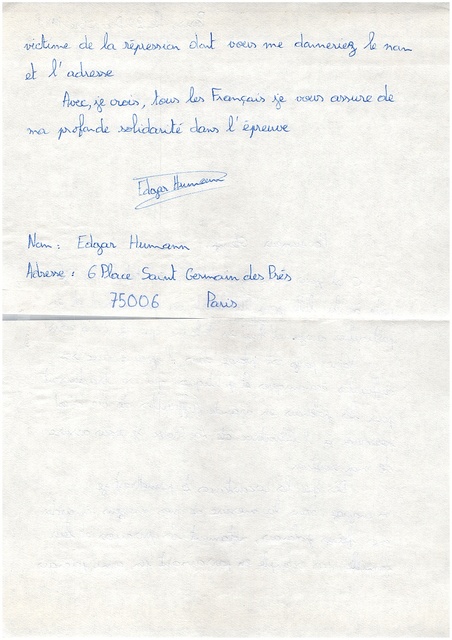 victime de la répression dont vous me donneriez le nom
et l'adresse
Avec, je crois, tous les Français je vous assure de
ma profonde solidarité dans l'épreuve
Edgar Humann
Nom : Edgar Humann
Adresse : 6 Place Saint Germain des Prés
75006 Paris